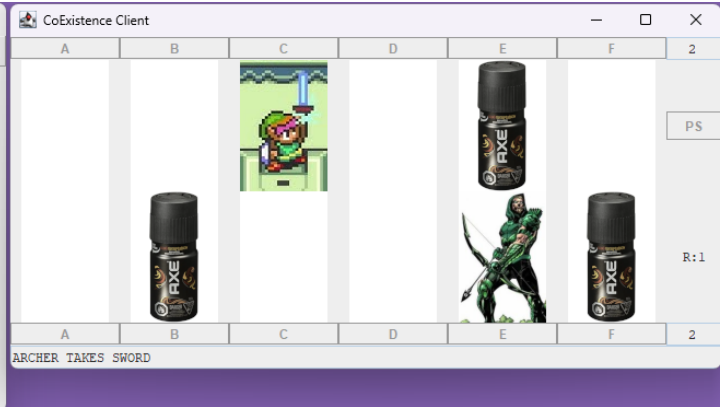 CoExistence Client
A B C D E F 2
PS
AXE
AXE
AXE
R:1
A B C D E F 2
ARCHER TAKES SWORD